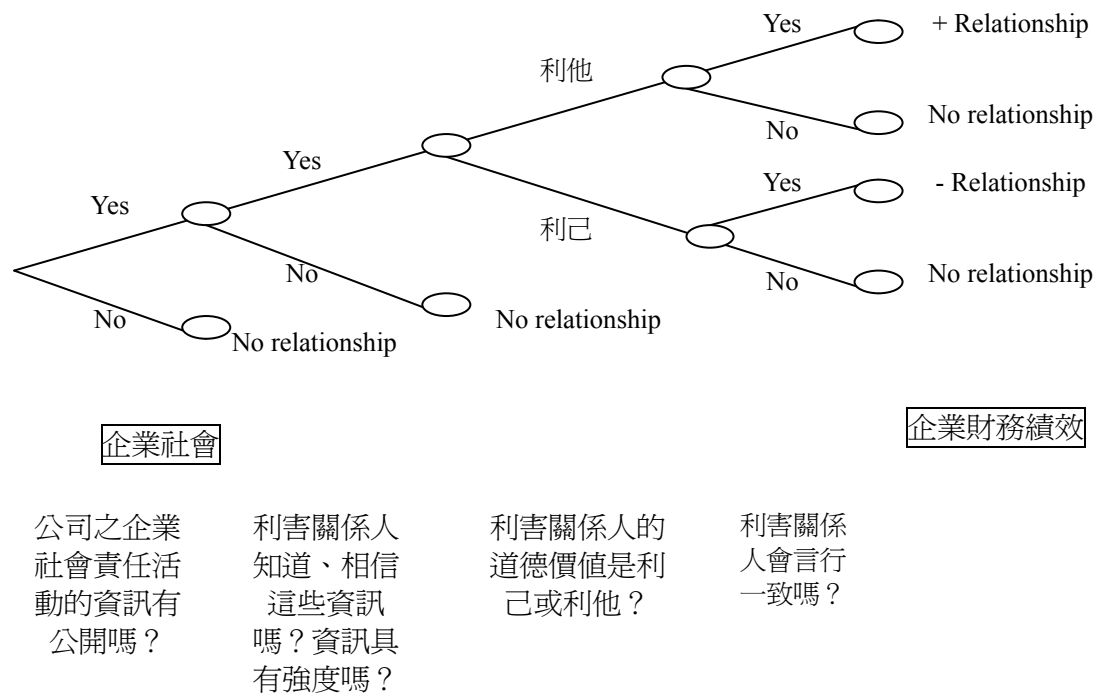 Yes
+ Relationship
利他
No
No relationship
Yes
Yes
- Relationship
Yes
利己
No
No
No relationship
No
No relationship
No relationship
企業社會
企業財務績效
公司之企業
社會責任活
動的資訊有
公開嗎？
利害關係人
知道、相信
這些資訊
嗎？資訊具
有強度嗎？
利害關係人的
道德價值是利
己或利他？
利害關係
人會言行
一致嗎？